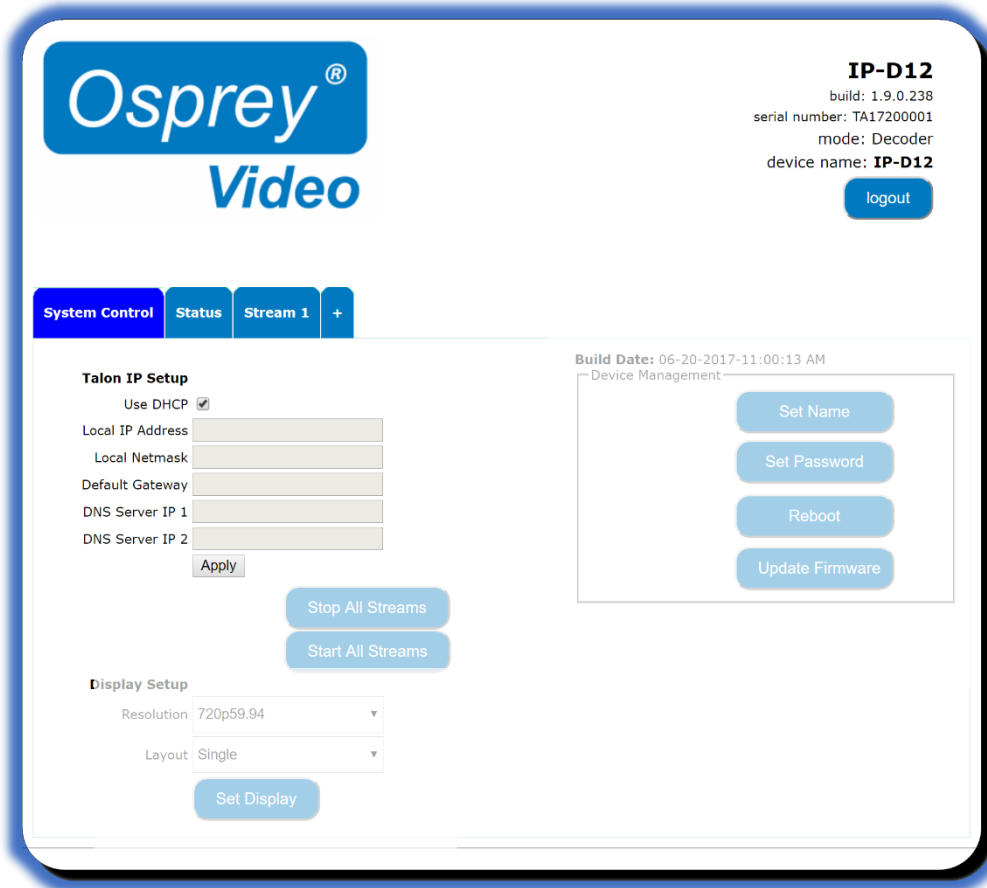 Osprey®
Video
IP-D12
build: 1.9.0.238
serial number: TA17200001
mode: Decoder
device name: IP-D12
logout
System Control
Status
Stream 1
+
Talon IP Setup
Use DHCP
Local IP Address
Local Netmask
Default Gateway
DNS Server IP 1
DNS Server IP 2
Apply
Stop All Streams
Start All Streams
Display Setup
Resolution 720p59.94
Layout Single
Set Display
Build Date: 06-20-2017-11:00:13 AM
Device Management
Set Name
Set Password
Reboot
Update Firmware